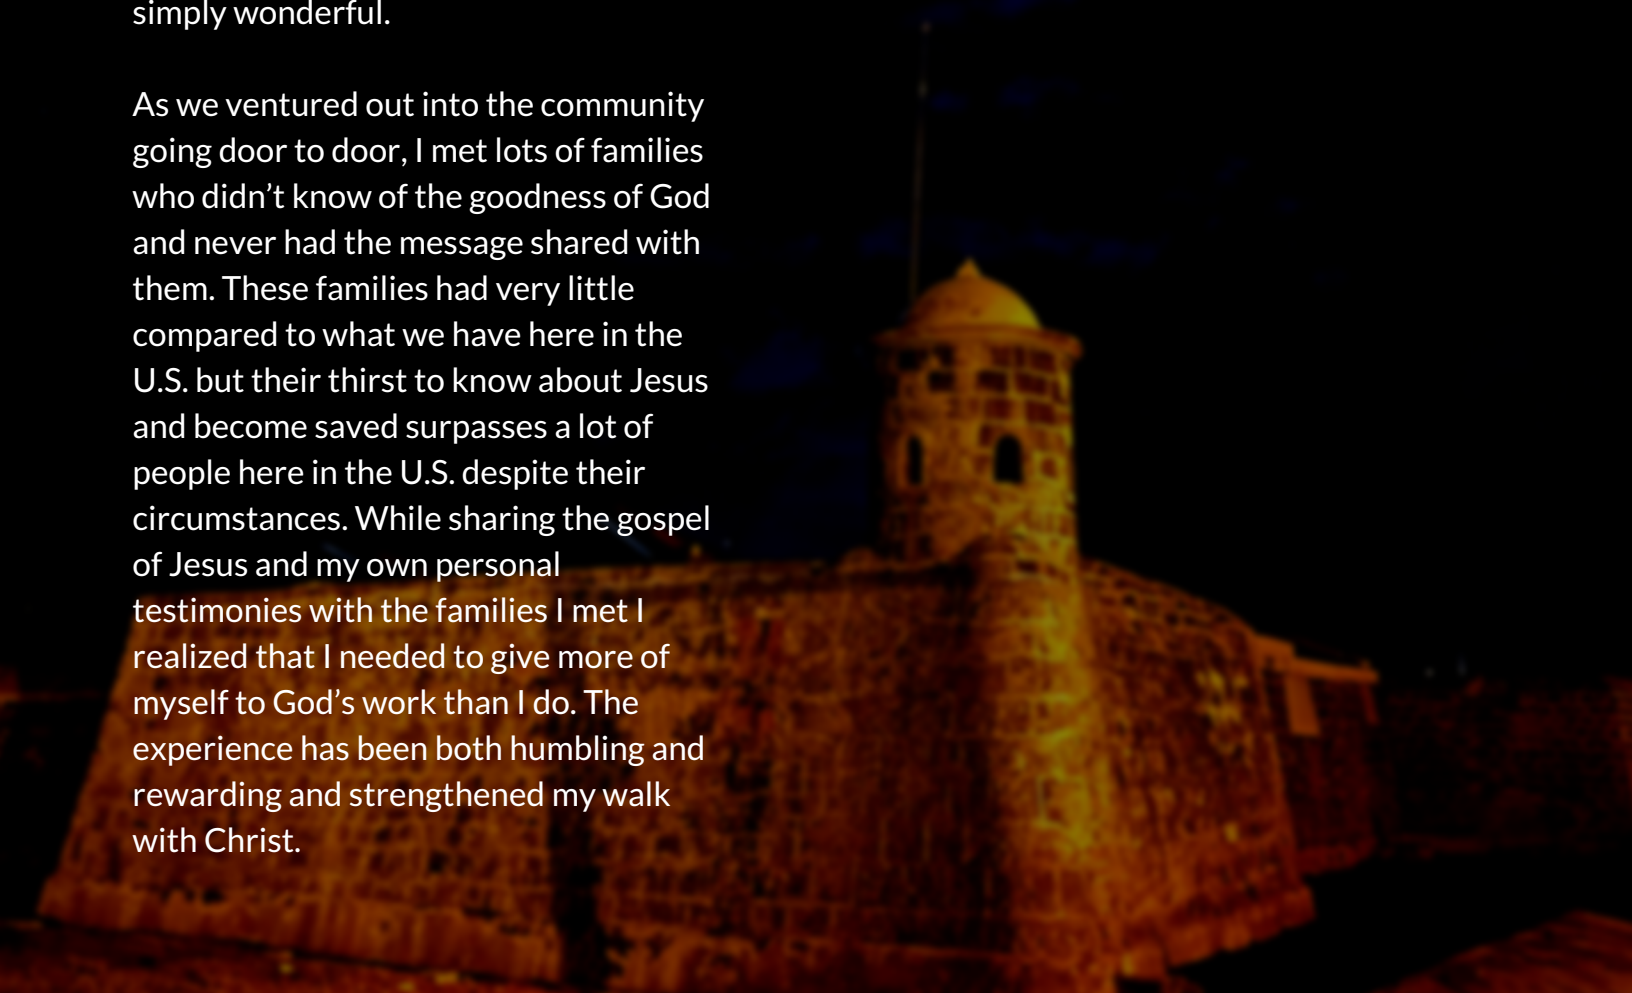 simply wonderful.
As we ventured out into the community
going door to door, I met lots of families
who didn’t know of the goodness of God
and never had the message shared with
them. These families had very little
compared to what we have here in the
U.S. but their thirst to know about Jesus
and become saved surpasses a lot of
people here in the U.S. despite their
circumstances. While sharing the gospel
of Jesus and my own personal
testimonies with the families I met I
realized that I needed to give more of
myself to God’s work than I do. The
experience has been both humbling and
rewarding and strengthened my walk
with Christ.